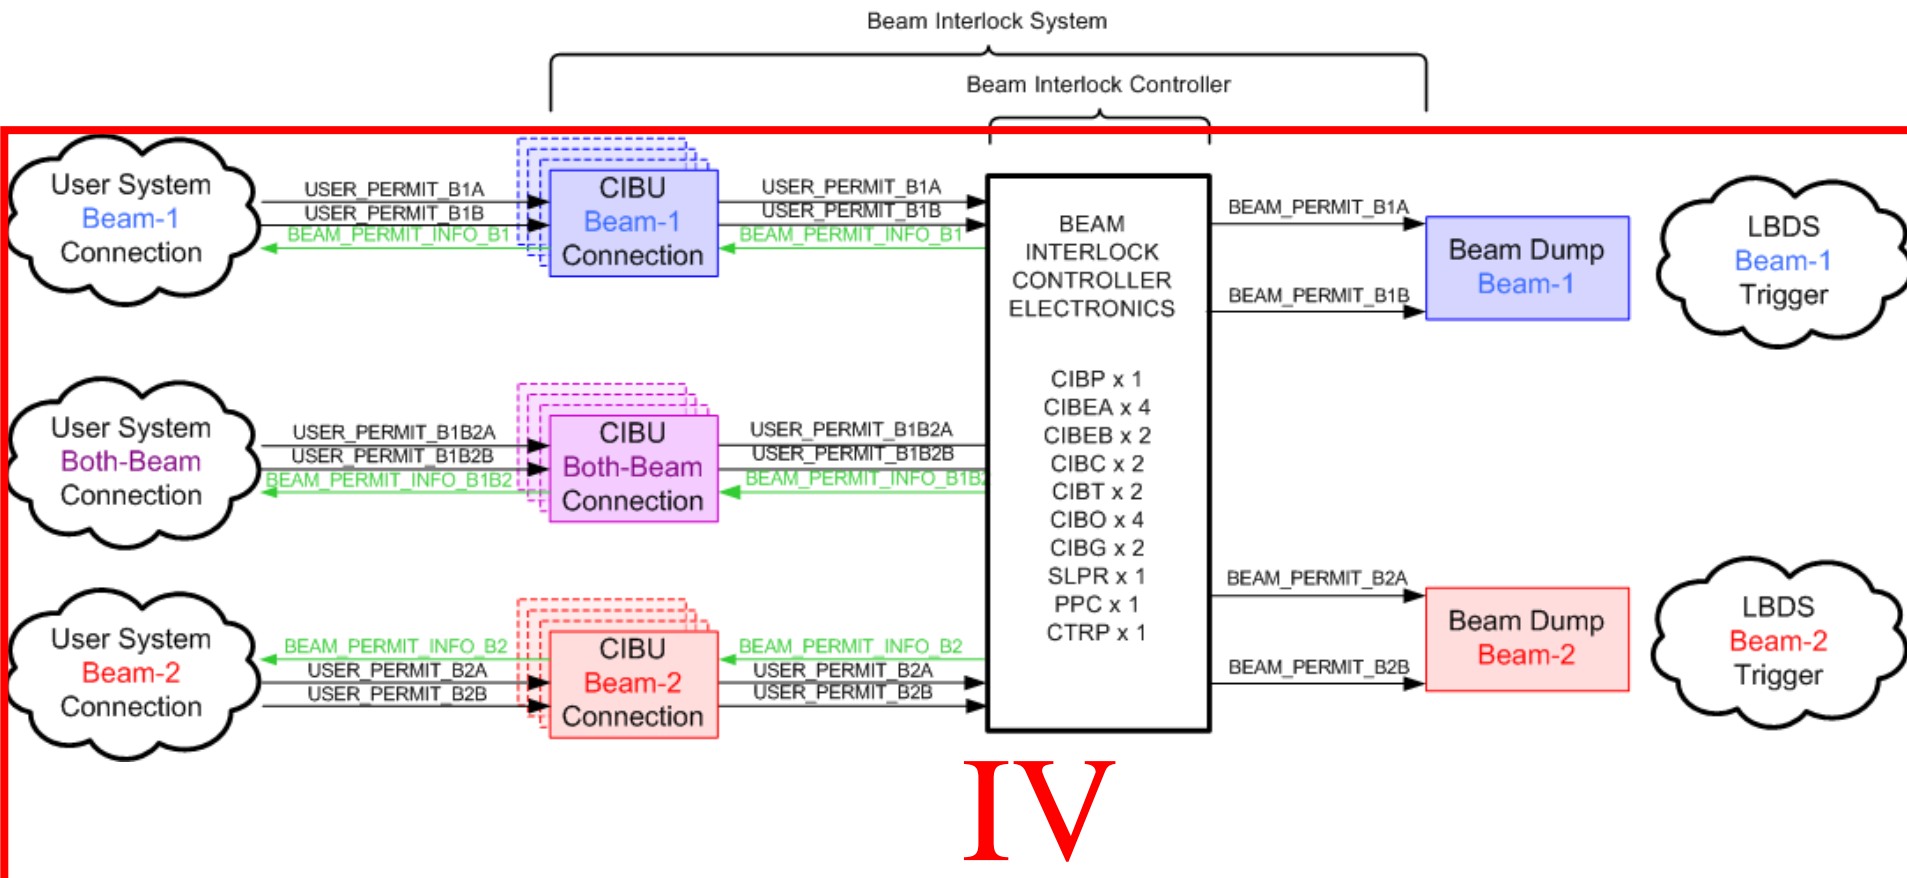 Beam Interlock System
Beam Interlock Controller
User System
Beam-1
Connection
USER_PERMIT_B1A
USER_PERMIT_B1B
BEAM_PERMIT_INFO_B1
CIBU
Beam-1
Connection
USER_PERMIT_B1A
USER_PERMIT_B1B
BEAM_PERMIT_INFO_B1
BEAM
INTERLOCK
CONTROLLER
ELECTRONICS
CIBP x 1
CIBEA x 4
CIBEB x 2
CIBC x 2
CIBT x 2
CIBO x 4
CIBG x 2
SLPR x 1
PPC x 1
CTRP x 1
BEAM_PERMIT_B1A
BEAM_PERMIT_B1B
Beam Dump
Beam-1
LBDS
Beam-1
Trigger
User System
Both-Beam
Connection
USER_PERMIT_B1B2A
USER_PERMIT_B1B2B
BEAM_PERMIT_INFO_B1B2
CIBU
Both-Beam
Connection
USER_PERMIT_B1B2A
USER_PERMIT_B1B2B
BEAM_PERMIT_INFO_B1B2
User System
Beam-2
Connection
BEAM_PERMIT_INFO_B2
USER_PERMIT_B2A
USER_PERMIT_B2B
CIBU
Beam-2
Connection
BEAM_PERMIT_INFO_B2
USER_PERMIT_B2A
USER_PERMIT_B2B
BEAM_PERMIT_B2A
BEAM_PERMIT_B2B
Beam Dump
Beam-2
LBDS
Beam-2
Trigger
IV